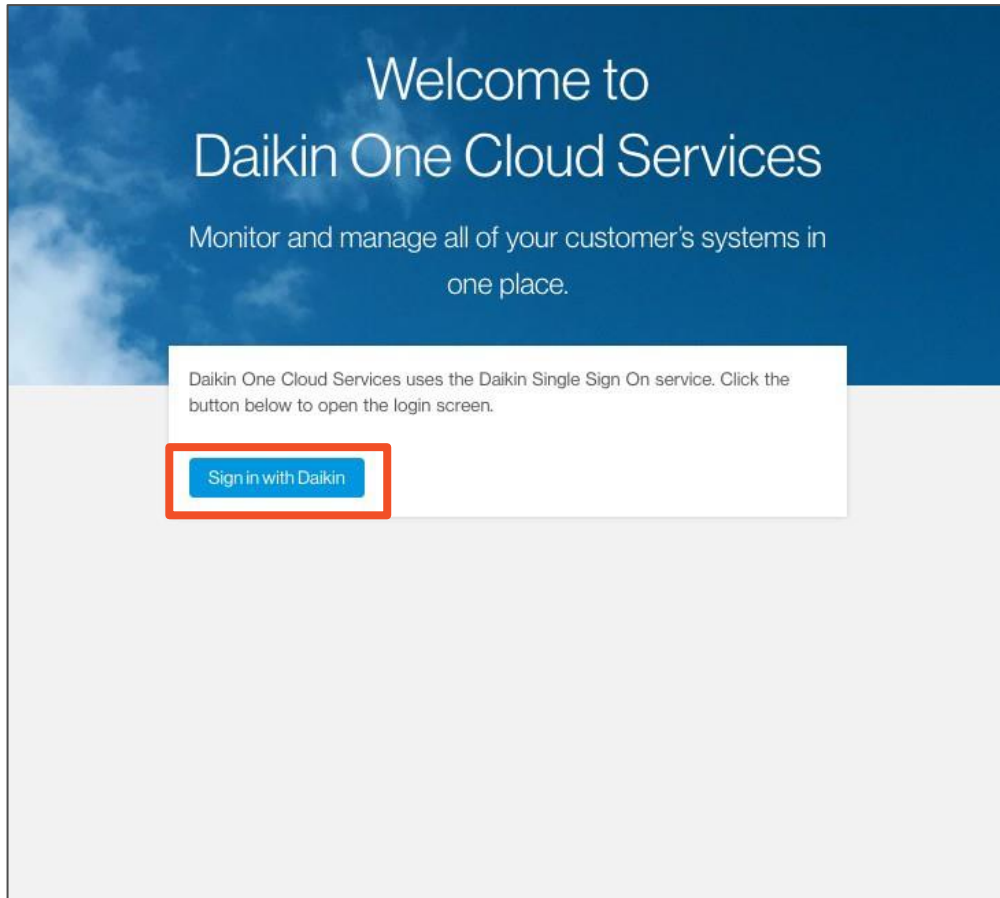 Welcome to
Daikin One Cloud Services
Monitor and manage all of your customer's systems in
one place.
Daikin One Cloud Services uses the Daikin Single Sign On service. Click the
button below to open the login screen.
Sign in with Daikin